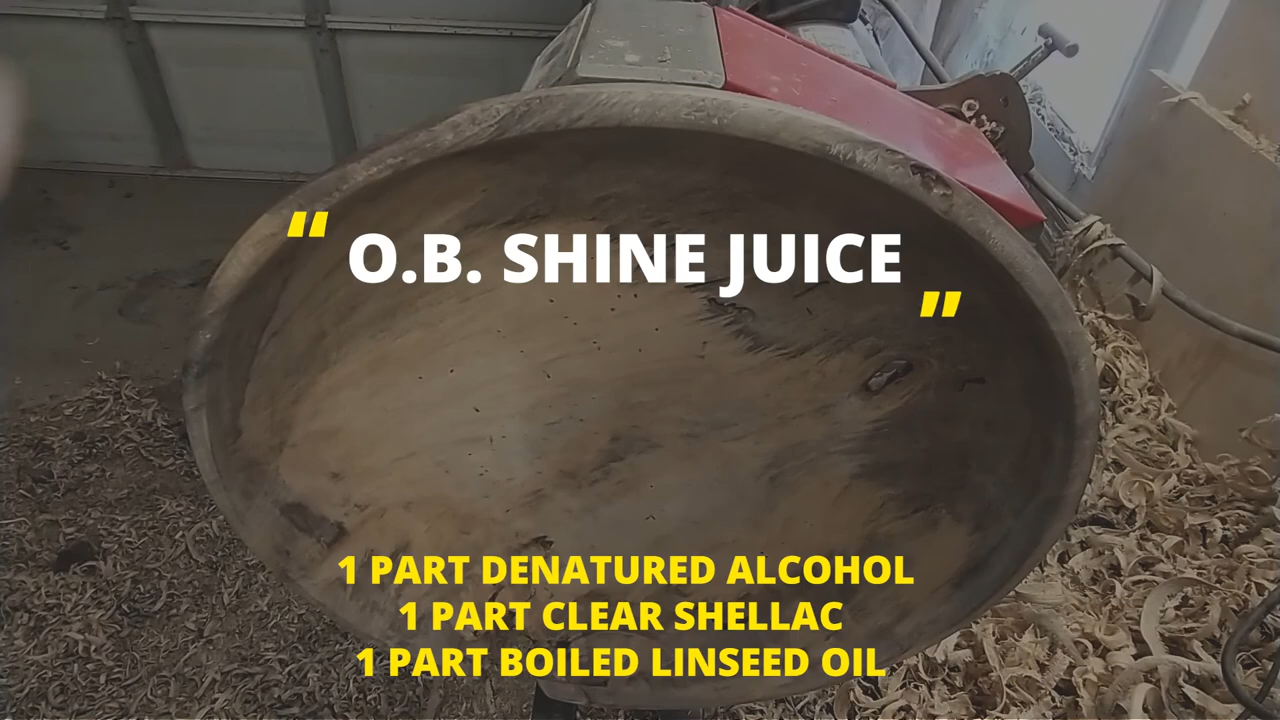 " O.B. SHINE JUICE "
1 PART DENATURED ALCOHOL
1 PART CLEAR SHELLAC
1 PART BOILED LINSEED OIL